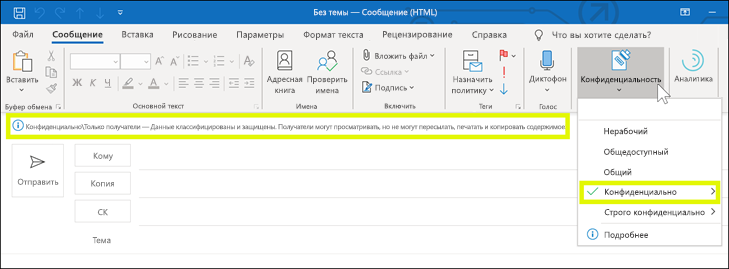 Без темы — Сообщение (HTML)
Файл Сообщение Вставка Рисование Параметры Формат текста Рецензирование Справка Что вы хотите сделать?
Вставить
Буфер обмена
Ж К Ч
А
Основной текст
Адресная книга
Проверить имена
Имена
Вложить файл
Ссылка
Подпись
Включить
Назначить политику
Теги
Диктофон
Голос
Конфиденциальность
Аналитика
Конфиденциально\Только получатели — Данные классифицированы и защищены. Получатели могут просматривать, но не могут пересылать, печатать и копировать содержимое.
Нерабочий
Общедоступный
Общий
Конфиденциально
Строго конфиденциально
Подробнее
Отправить
Кому
Копия
СК
Тема